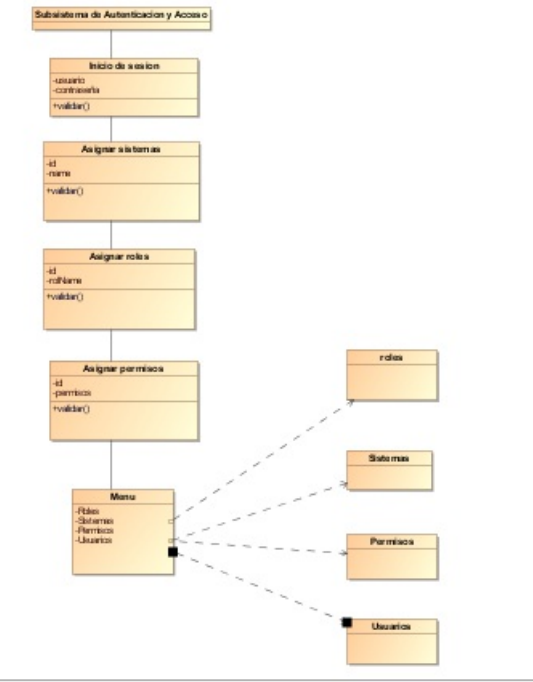 Subsistema de Autenticacion y Acceso
Inicio de sesion
-usuario
-contraseña
+validar()
Asignar sistemas
-id
-name
+validar()
Asignar roles
-id
-rolName
+validar()
Asignar permisos
-id
-permisos
+validar()
Menu
-Roles
-Sistemas
-Permisos
-Usuarios
roles
Sistemas
Permisos
Usuarios